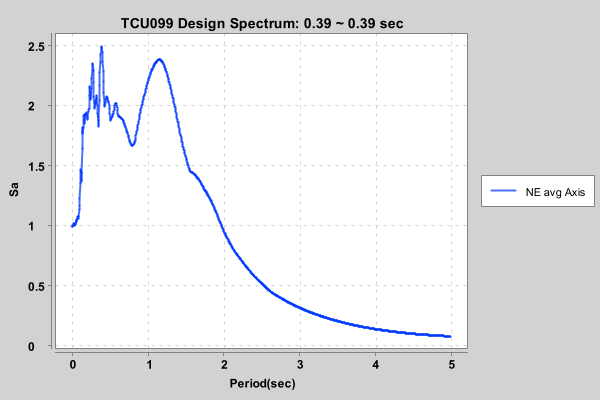 TCU099 Design Spectrum: 0.39 ~ 0.39 sec
2.5
2
1.5
1
0.5
0
Sa
0 1 2 3 4 5
Period(sec)
NE avg Axis